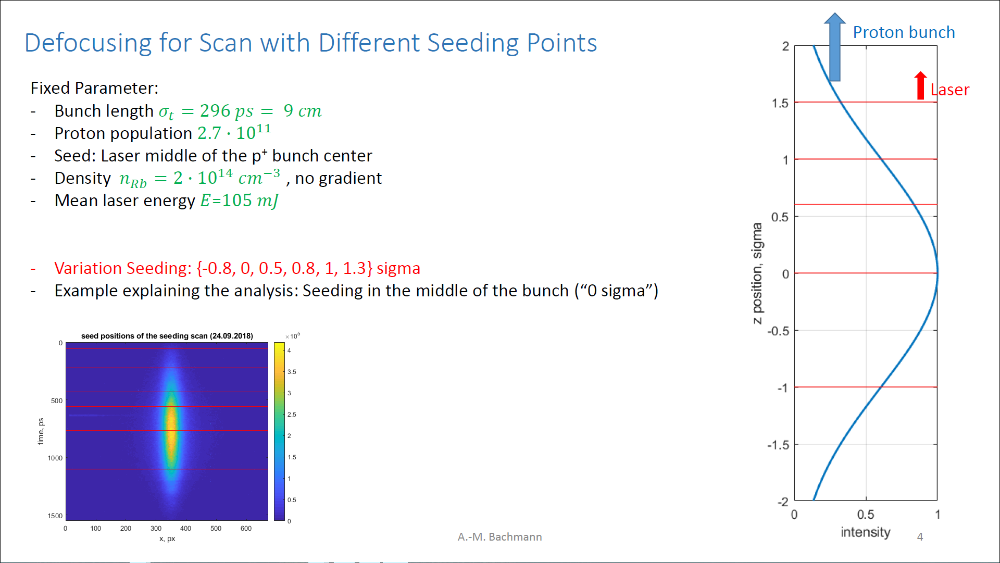 Defocusing for Scan with Different Seeding Points
Fixed Parameter:
- Bunch length σt = 296 ps = 9 cm
- Proton population 2.7 · 10^11
- Seed: Laser middle of the p+ bunch center
- Density nRb = 2 · 10^14 cm^−3 , no gradient
- Mean laser energy E=105 mJ
- Variation Seeding: {-0.8, 0, 0.5, 0.8, 1, 1.3} sigma
- Example explaining the analysis: Seeding in the middle of the bunch (“0 sigma”)
seed positions of the seeding scan (24.09.2018)
×10^5
0
500
1000
1500
time, ps
0 100 200 300 400 500 600
x, px
4
3.5
3
2.5
2
1.5
1
0.5
0
Proton bunch
Laser
2
1.5
1
0.5
0
-0.5
-1
-1.5
-2
z position, sigma
0 0.5 1
intensity
A.-M. Bachmann
4